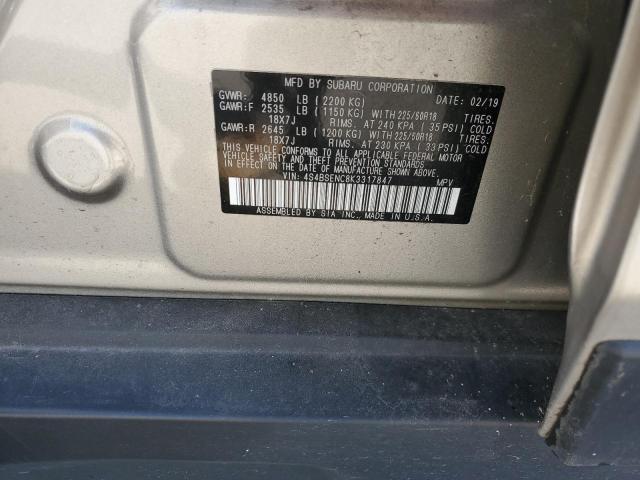 MFD BY SUBARU CORPORATION
GVWR: 4850 LB (2200 KG) DATE: 02/19
GAWR:F 2535 LB (1150 KG) WITH 225/60R18 TIRES.
18X7J RIMS. AT 240 KPA (35 PSI) COLD
GAWR:R 2645 LB (1200 KG) WITH 225/60R18 TIRES.
18X7J RIMS. AT 230 KPA (33 PSI) COLD
THIS VEHICLE CONFORMS TO ALL APPLICABLE FEDERAL MOTOR
VEHICLE SAFETY AND THEFT PREVENTION STANDARDS
IN EFFECT ON THE DATE OF MANUFACTURE SHOWN ABOVE.
VIN: 4S4BSENC8K3317847 MPV
ASSEMBLED BY SIA INC., MADE IN U.S.A.